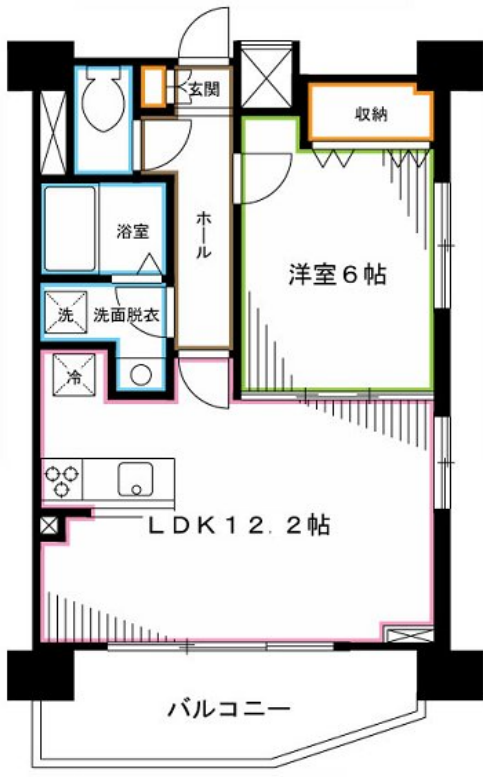 玄関
収納
浴室
ホール
洋室6帖
洗
洗面脱衣
冷
LDK12.2帖
バルコニー